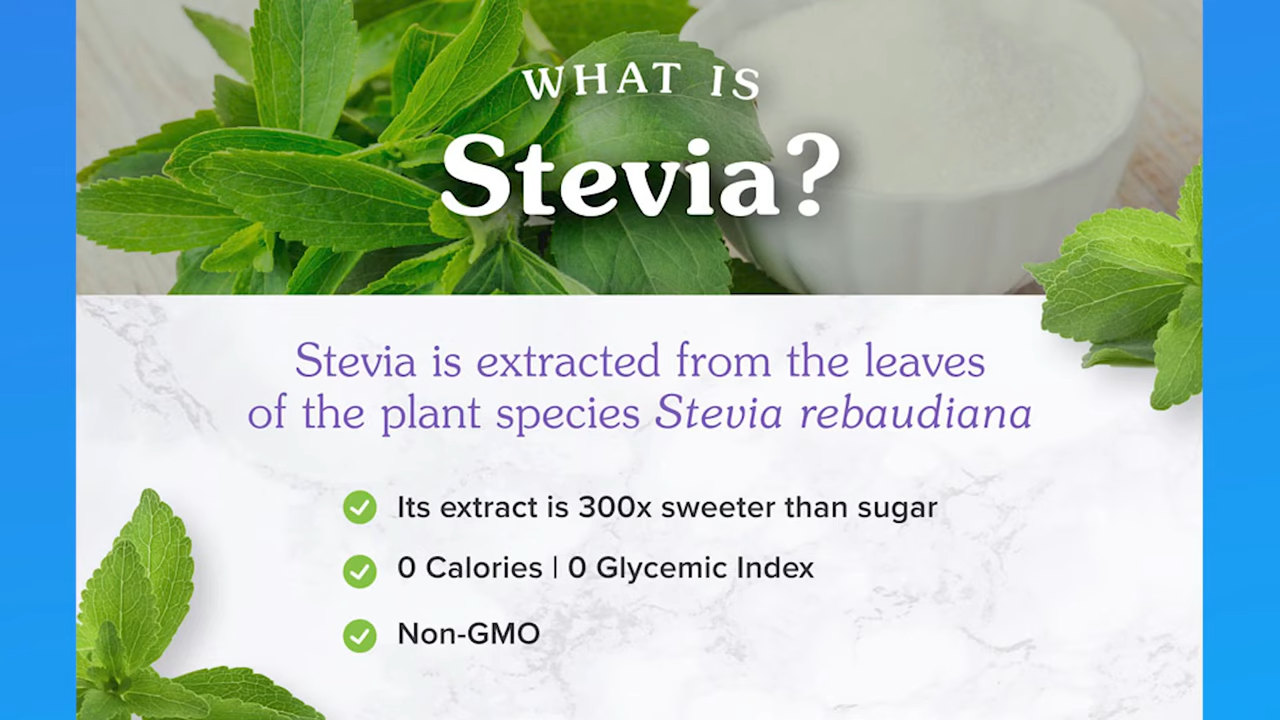 WHAT IS
Stevia?
Stevia is extracted from the leaves
of the plant species Stevia rebaudiana
Its extract is 300x sweeter than sugar
0 Calories | 0 Glycemic Index
Non-GMO